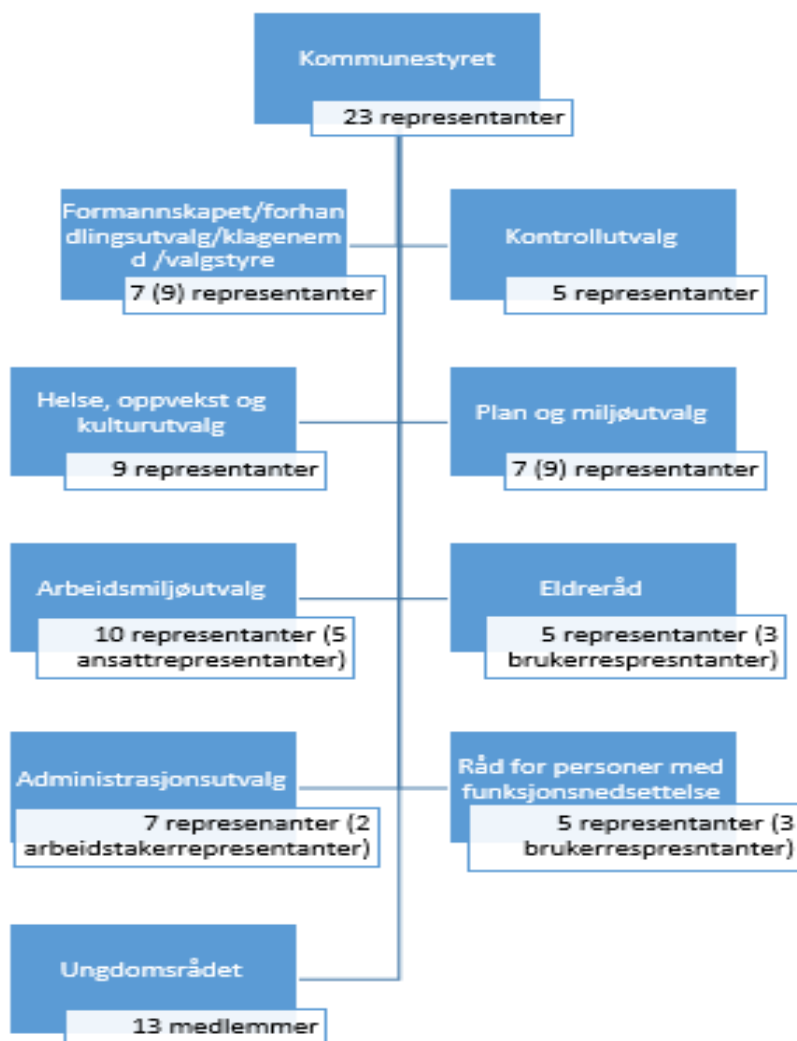 Kommunestyret
23 representanter
Formannskapet/forhan
dlingsutvalg/klagenem
d /valgstyre
7 (9) representanter
Kontrollutvalg
5 representanter
Helse, oppvekst og
kulturutvalg
9 representanter
Plan og miljøutvalg
7 (9) representanter
Arbeidsmiljøutvalg
10 representanter (5
ansattrepresentanter)
Eldreråd
5 representanter (3
brukerrespresntanter)
Administrasjonsutvalg
7 represenanter (2
arbeidstakerrepresentanter)
Råd for personer med
funksjonsnedsettelse
5 representanter (3
brukerrespresntanter)
Ungdomsrådet
13 medlemmer